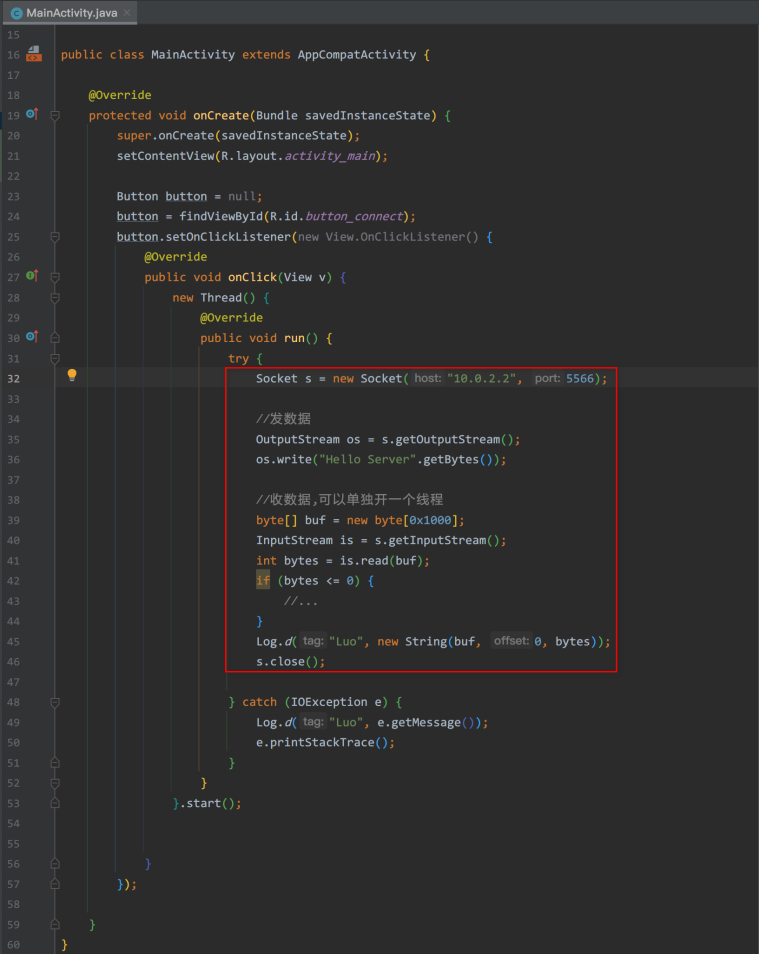 MainActivity.java
15
16 public class MainActivity extends AppCompatActivity {
17
18 @Override
19 protected void onCreate(Bundle savedInstanceState) {
20 super.onCreate(savedInstanceState);
21 setContentView(R.layout.activity_main);
22
23 Button button = null;
24 button = findViewById(R.id.button_connect);
25 button.setOnClickListener(new View.OnClickListener() {
26 @Override
27 public void onClick(View v) {
28 new Thread() {
29 @Override
30 public void run() {
31 try {
32 Socket s = new Socket( host: "10.0.2.2", port: 5566);
33
34 //发数据
35 OutputStream os = s.getOutputStream();
36 os.write("Hello Server".getBytes());
37
38 //收数据,可以单独开一个线程
39 byte[] buf = new byte[0x1000];
40 InputStream is = s.getInputStream();
41 int bytes = is.read(buf);
42 if (bytes <= 0) {
43 //...
44 }
45 Log.d( tag: "Luo", new String(buf, offset: 0, bytes));
46 s.close();
47
48 } catch (IOException e) {
49 Log.d( tag: "Luo", e.getMessage());
50 e.printStackTrace();
51 }
52 }
53 }.start();
54
55
56 }
57 });
58
59 }
60 }